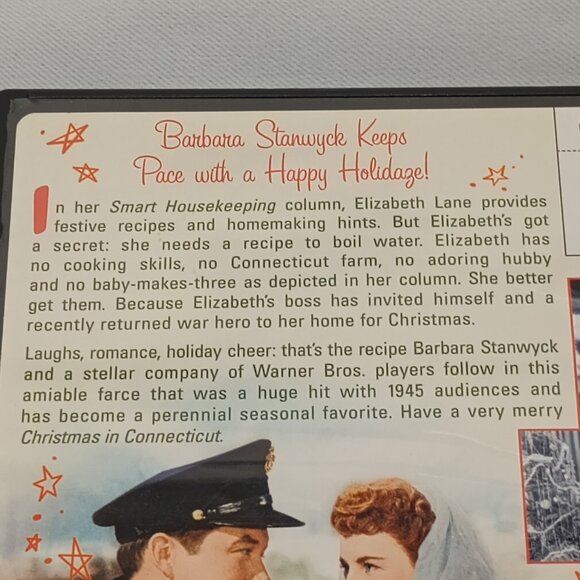 Barbara Stanwyck Keeps
Pace with a Happy Holidaze!
In her Smart Housekeeping column, Elizabeth Lane provides
festive recipes and homemaking hints. But Elizabeth's got
a secret: she needs a recipe to boil water. Elizabeth has
no cooking skills, no Connecticut farm, no adoring hubby
and no baby-makes-three as depicted in her column. She better
get them. Because Elizabeth's boss has invited himself and a
recently returned war hero to her home for Christmas.
Laughs, romance, holiday cheer: that's the recipe Barbara Stanwyck
and a stellar company of Warner Bros. players follow in this
amiable farce that was a huge hit with 1945 audiences and
has become a perennial seasonal favorite. Have a very merry
Christmas in Connecticut.